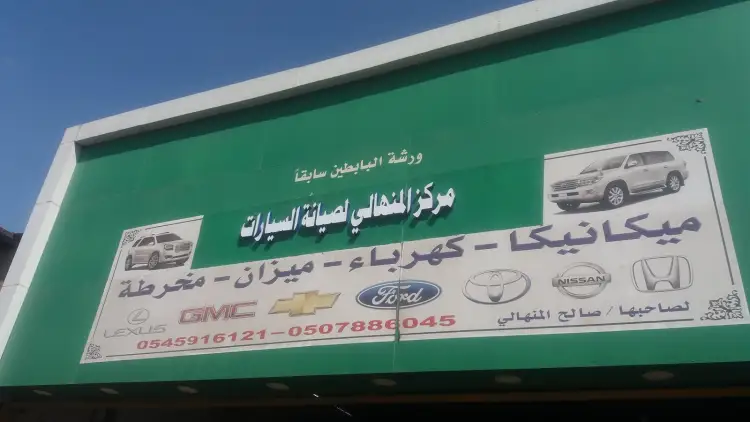 ورشة البابطين سابقاً
مركز المنهالي لصيانة السيارات
ميكانيكا - كهرباء - ميزان - مخرطة
LEXUS GMC Ford NISSAN
لصاحبها / صالح المنهالي
0545916121-0507886045